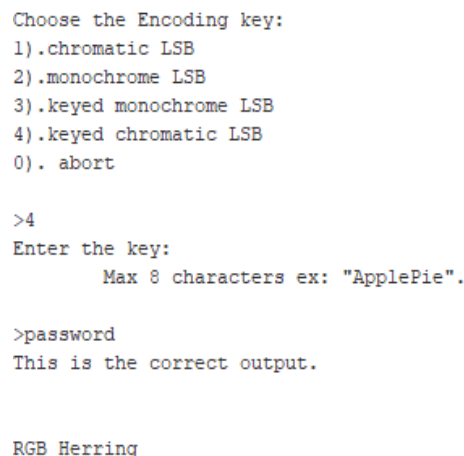 Choose the Encoding key:
1).chromatic LSB
2).monochrome LSB
3).keyed monochrome LSB
4).keyed chromatic LSB
0). abort
>4
Enter the key:
Max 8 characters ex: "ApplePie".
>password
This is the correct output.
RGB Herring